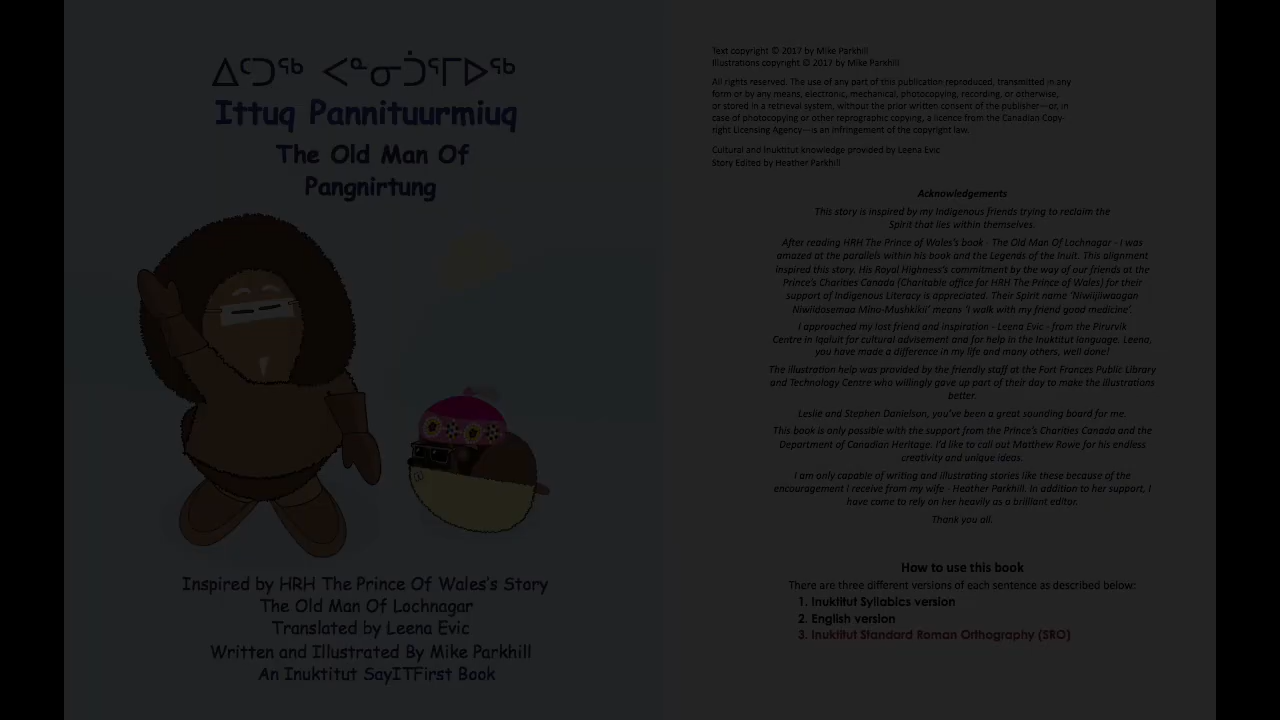 ᐃᑦᑐᖅ ᐸᓐᓂᑑᕐᒥᐅᖅ
Ittuq Pannituurmiuq
The Old Man Of
Pangnirtung
Inspired by HRH The Prince Of Wales's Story
The Old Man Of Lochnagar
Translated by Leena Evic
Written and Illustrated By Mike Parkhill
An Inuktitut SayITFirst Book
Text copyright © 2017 by Mike Parkhill
Illustrations copyright © 2017 by Mike Parkhill
All rights reserved. The use of any part of this publication reproduced, transmitted in any
form or by any means, electronic, mechanical, photocopying, recording, or otherwise,
or stored in a retrieval system, without the prior written consent of the publisher—or, in
case of photocopying or other reprographic copying, a licence from the Canadian Copy-
right Licensing Agency—is an infringement of the copyright law.
Cultural and Inuktitut knowledge provided by Leena Evic
Story Edited by Heather Parkhill
Acknowledgements
This story is inspired by my Indigenous friends trying to reclaim the
Spirit that lies within themselves.
After reading HRH The Prince of Wales's book - The Old Man Of Lochnagar - I was
amazed at the parallels within his book and the Legends of the Inuit. This alignment
inspired this story. His Royal Highness's commitment by the way of our friends at the
Prince's Charities Canada (Charitable office for HRH The Prince of Wales) for their
support of Indigenous Literacy is appreciated. Their Spirit name 'Niwiijiiwaagan
Niwiidosemaa Mino-Mushkikii' means 'I walk with my friend good medicine'.
I approached my last friend and inspiration - Leena Evic - from the Pirurvik
Centre in Iqaluit for cultural advisement and for help in the Inuktitut language. Leena,
you have made a difference in my life and many others, well done!
The illustration help was provided by the friendly staff at the Fort Frances Public Library
and Technology Centre who willingly gave up part of their day to make the illustrations
better.
Leslie and Stephen Danielson, you've been a great sounding board for me.
This book is only possible with the support from the Prince's Charities Canada and the
Department of Canadian Heritage. I'd like to call out Matthew Rowe for his endless
creativity and unique ideas.
I am only capable of writing and illustrating stories like these because of the
encouragement I receive from my wife - Heather Parkhill. In addition to her support, I
have come to rely on her heavily as a brilliant editor.
Thank you all.
How to use this book
There are three different versions of each sentence as described below:
1. Inuktitut Syllabics version
2. English version
3. Inuktitut Standard Roman Orthography (SRO)